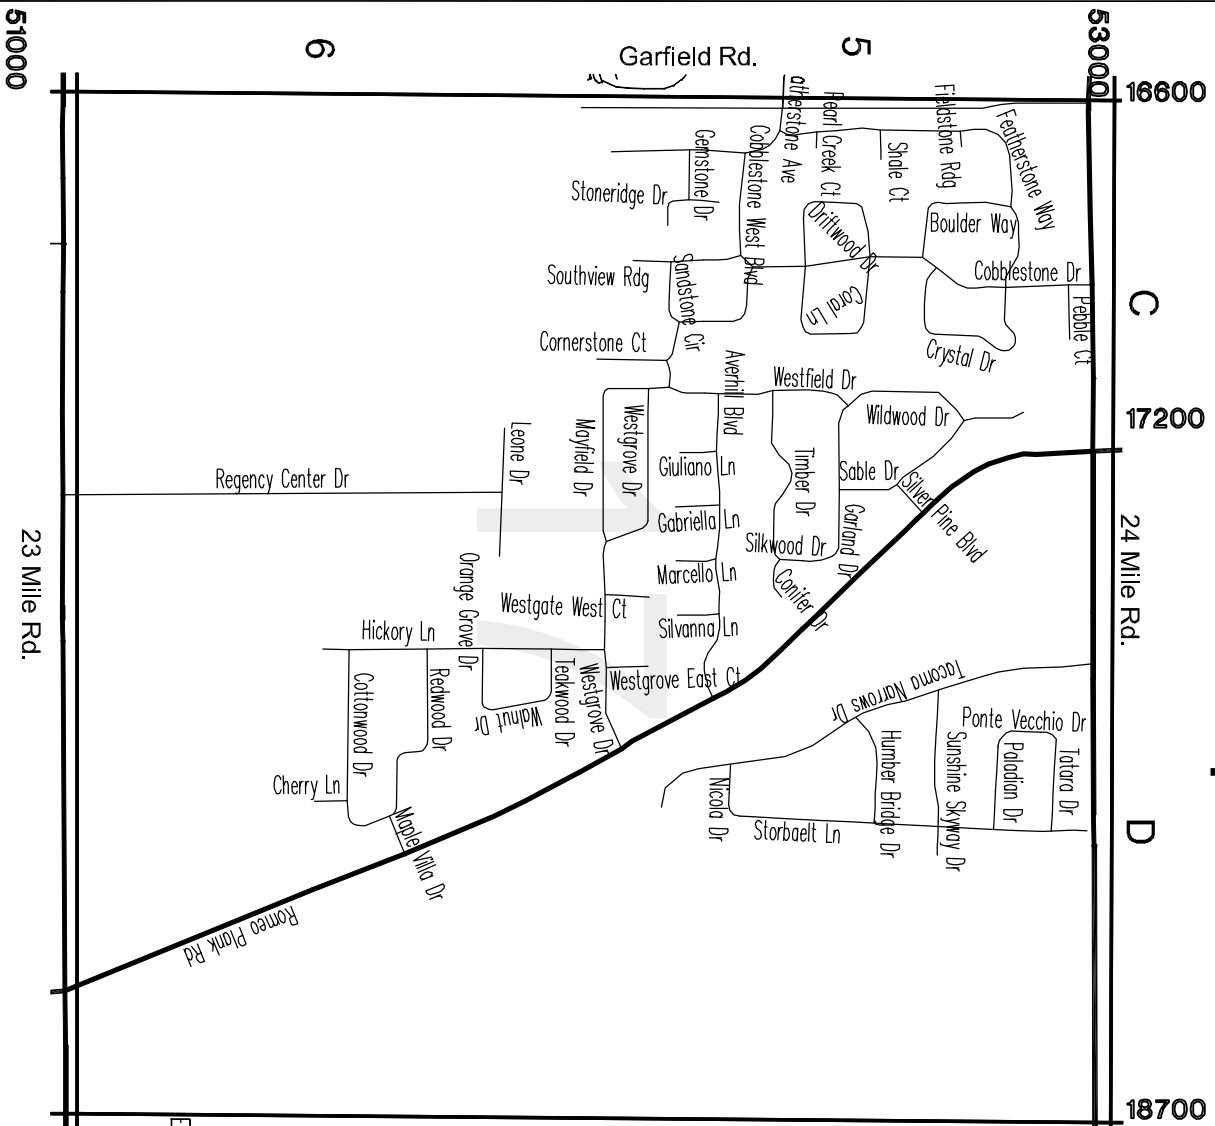 51000
6
Garfield Rd.
5
53000
16600
atherstone Ave
Pearl Creek Ct
Fieldstone Rdg
Featherstone Way
Gemstone Dr
Cobblestone West Blvd
Shale Ct
Stoneridge Dr
Driftwood Dr
Boulder Way
Southview Rdg
Sandstone Cir
Coral Ln
Cobblestone Dr
Pebble Ct
C
Cornerstone Ct
Crystal Dr
Averhill Blvd
Westfield Dr
Wildwood Dr
17200
Leone Dr
Mayfield Dr
Westgrove Dr
Regency Center Dr
Giuliano Ln
Timber Dr
Sable Dr
Silver Pine Blvd
Gabriella Ln
Garland Dr
Silkwood Dr
23 Mile Rd.
24 Mile Rd.
Orange Grove Dr
Marcello Ln
Conifer Dr
Westgate West Ct
Hickory Ln
Silvanna Ln
Cottonwood Dr
Redwood Dr
Walnut Dr
Teakwood Dr
Westgrove Dr
Westgrove East Ct
Tacoma Narrows Dr
Ponte Vecchio Dr
Cherry Ln
Nicola Dr
Humber Bridge Dr
Sunshine Skyway Dr
Paladian Dr
Tatara Dr
Maple Villa Dr
Storbaelt Ln
D
Romeo Plank Rd
11
18700
E